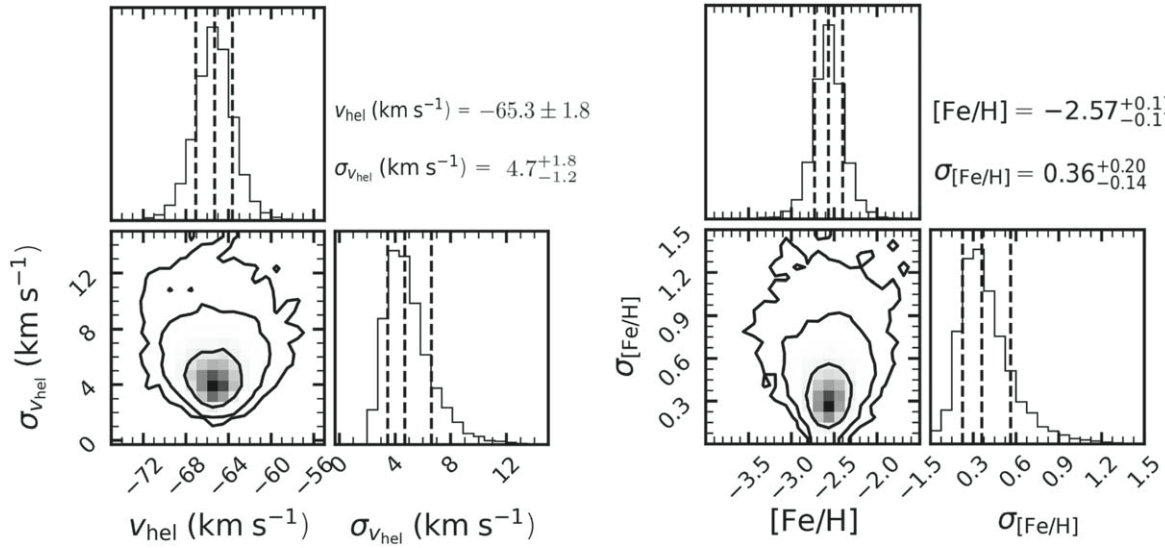 v_hel (km s⁻¹) = −65.3 ± 1.8
σ_v_hel (km s⁻¹) = 4.7 +1.8 −1.2
12
8
4
0
σ_v_hel (km s⁻¹)
−72 −68 −64 −60 −56
0 4 8 12
v_hel (km s⁻¹) σ_v_hel (km s⁻¹)
[Fe/H] = −2.57
σ_[Fe/H] = 0.36 +0.20 −0.14
1.5
1.2
0.9
0.6
0.3
σ_[Fe/H]
−3.5 −3.0 −2.5 −2.0 −1.5
0.3 0.6 0.9 1.2 1.5
[Fe/H] σ_[Fe/H]